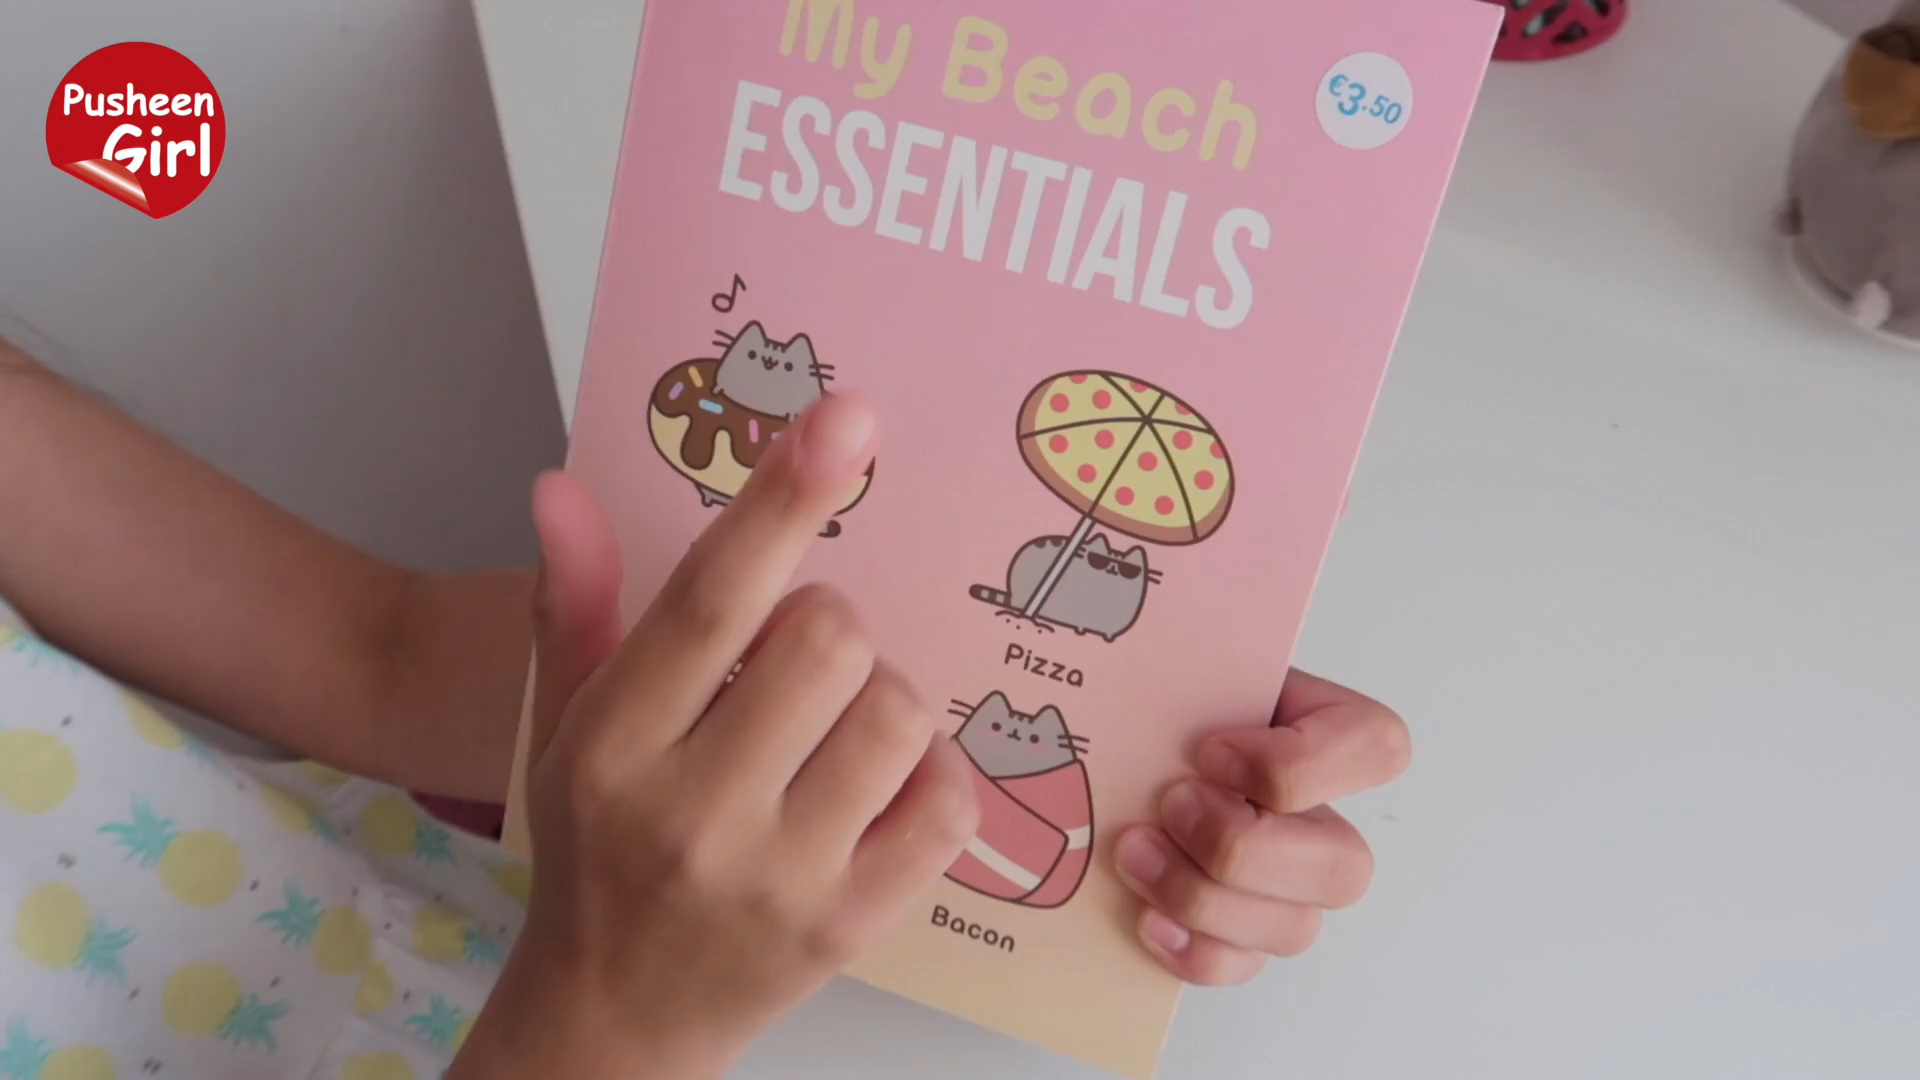 Pusheen
Girl
My Beach
ESSENTIALS
€3.50
Pizza
Bacon